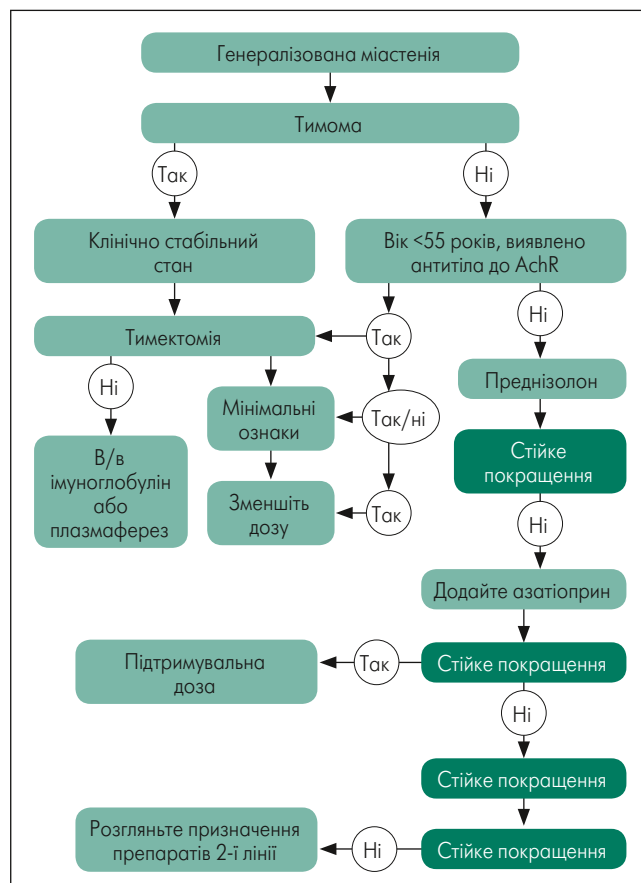 Генералізована міастенія
Тимома
Так
Ні
Клінічно стабільний
стан
Вік <55 років, виявлено
антитіла до AchR
Тимектомія
Так
Ні
Ні
Мінімальні
ознаки
Так/ні
Преднізолон
В/в
імуноглобулін
або
плазмаферез
Зменшіть
дозу
Так
Стійке
покращення
Ні
Додайте азатіоприн
Підтримувальна
доза
Так
Стійке покращення
Ні
Стійке покращення
Розгляньте призначення
препаратів 2-ї лінії
Ні
Стійке покращення